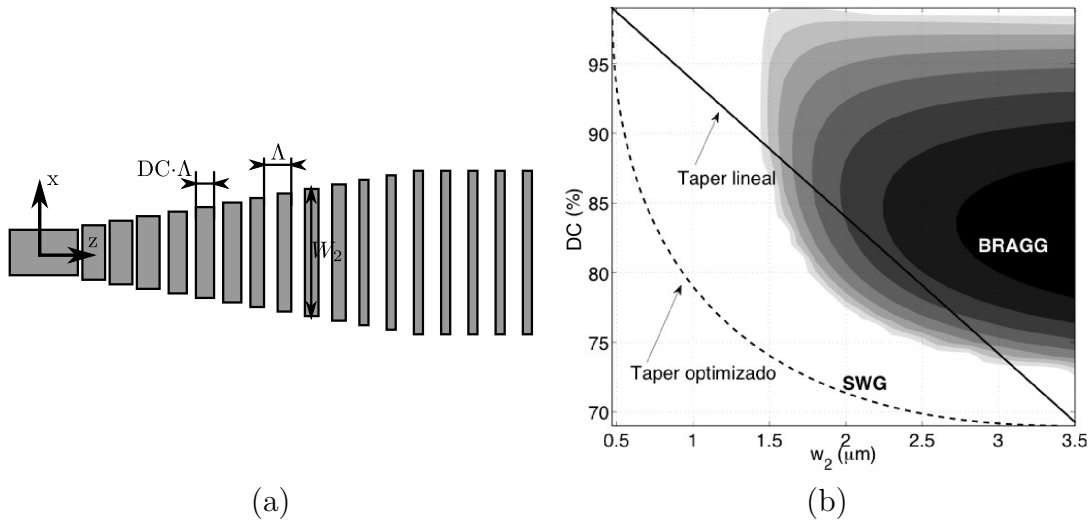 DC·Λ
Λ
x
z
W2
(a)
95
90
85
80
75
70
DC (%)
Taper lineal
BRAGG
Taper optimizado
SWG
0.5
1
1.5
2
2.5
3
3.5
w2 (μm)
(b)